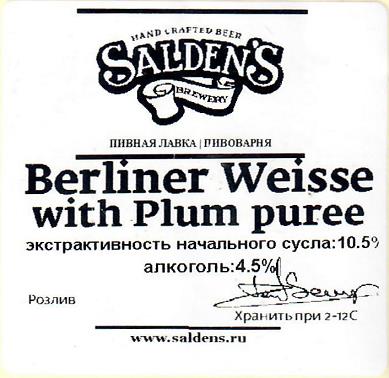 HAND CRAFTED BEER
SALDEN'S
BREWERY
ПИВНАЯ ЛАВКА | ПИВОВАРНЯ
Berliner Weisse
with Plum puree
экстрактивность начального сусла:10.5%
алкоголь:4.5%
Розлив
Хранить при 2-12С
www.saldens.ru